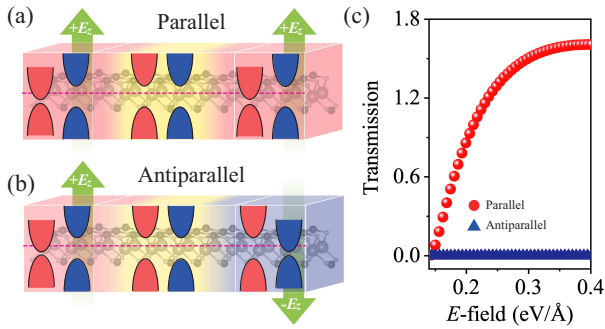 (a) Parallel
+Ez +Ez
(b) Antiparallel
+Ez
-Ez
(c)
1.8
1.2
0.6
0.0
Transmission
Parallel
Antiparallel
0.2 0.3 0.4
E-field (eV/Å)